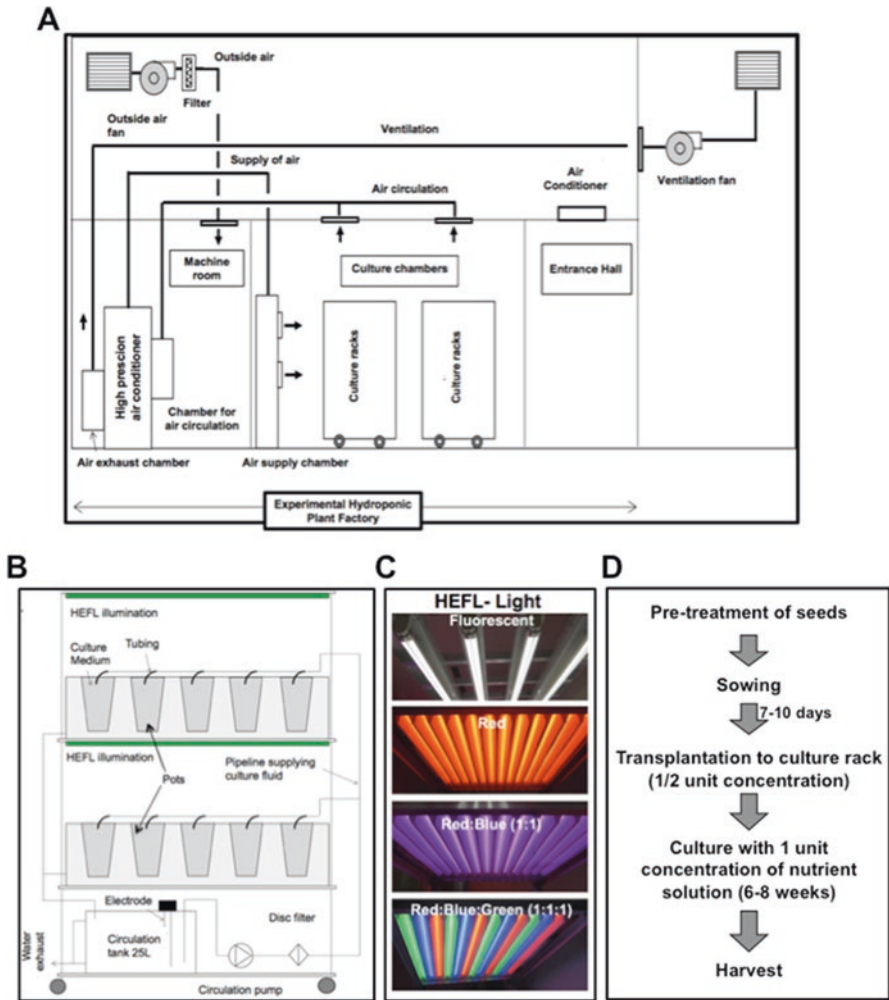 A
Outside air
Filter
Outside air
fan
Ventilation
Supply of air
Air circulation
Air
Conditioner
Ventilation fan
Machine
room
Culture chambers
Entrance Hall
High prescion
air conditioner
Culture racks
Culture racks
Chamber for
air circulation
Air exhaust chamber
Air supply chamber
Experimental Hydroponic
Plant Factory
B
HEFL illumination
Culture
Medium
Tubing
HEFL illumination
Pipeline supplying
culture fluid
Pots
Electrode
Disc filter
Circulation
tank 25L
Water
exhaust
Circulation pump
C
HEFL- Light
Fluorescent
Red
Red:Blue (1:1)
Red:Blue:Green (1:1:1)
D
Pre-treatment of seeds
Sowing
7-10 days
Transplantation to culture rack
(1/2 unit concentration)
Culture with 1 unit
concentration of nutrient
solution (6-8 weeks)
Harvest